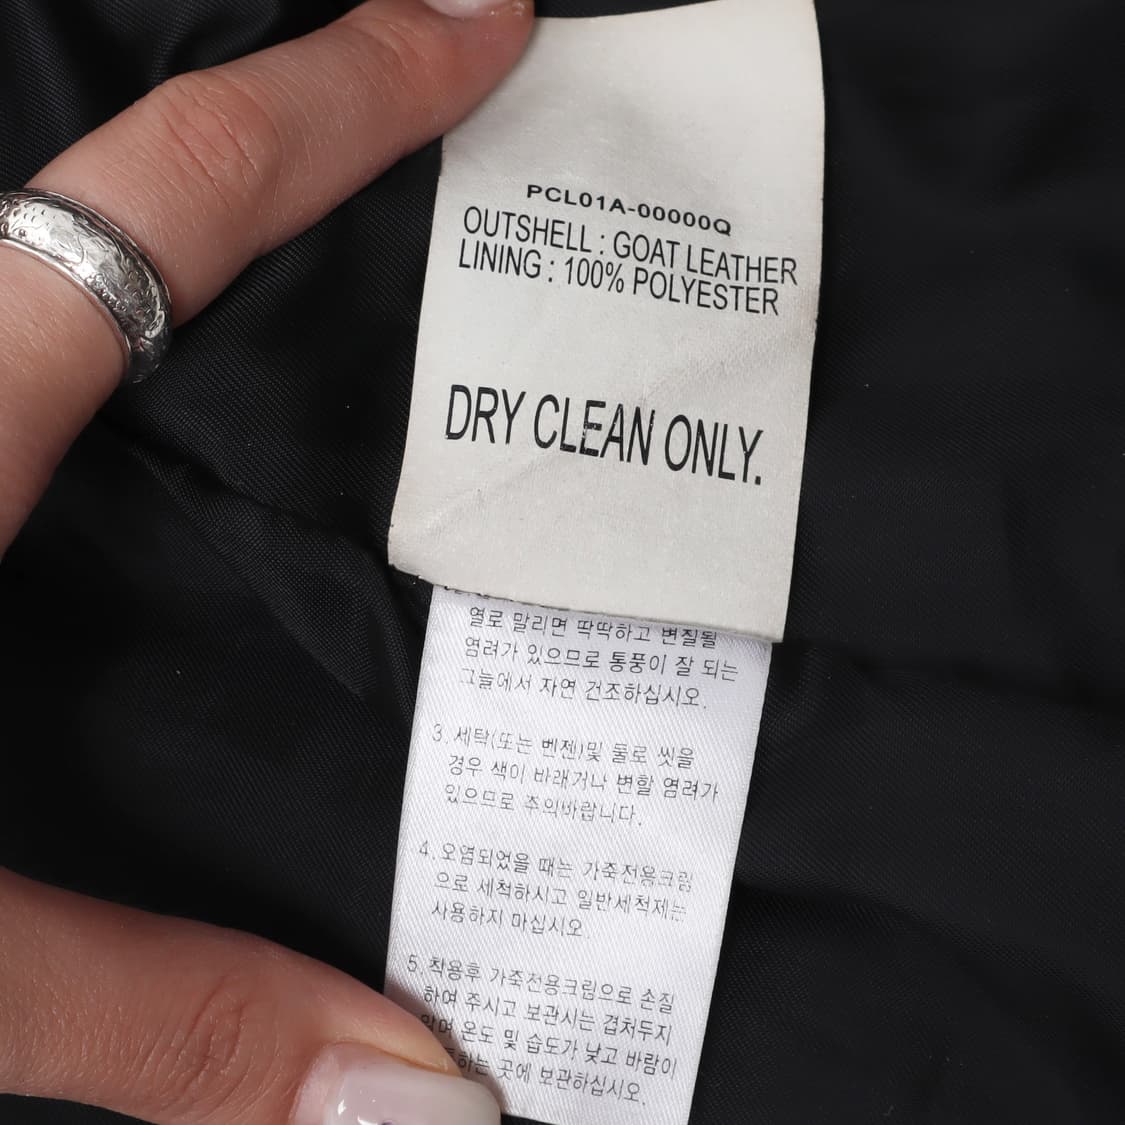 PCL01A-00000Q
OUTSHELL : GOAT LEATHER
LINING : 100% POLYESTER
DRY CLEAN ONLY.
열로 말리면 딱딱하고 변질될
염려가 있으므로 통풍이 잘 되는
그늘에서 자연 건조하십시오.
3. 세탁(또는 벤젠)및 물로 씻을
경우 색이 바래거나 변할 염려가
있으므로 주의바랍니다.
4. 오염되었을 때는 가죽전용크림
으로 세척하시고 일반세척제는
사용하지 마십시오.
5. 착용후 가죽전용크림으로 손질
하여 주시고 보관시는 겹처두지
말며 온도 및 습도가 낮고 바람이
통하는 곳에 보관하십시오.